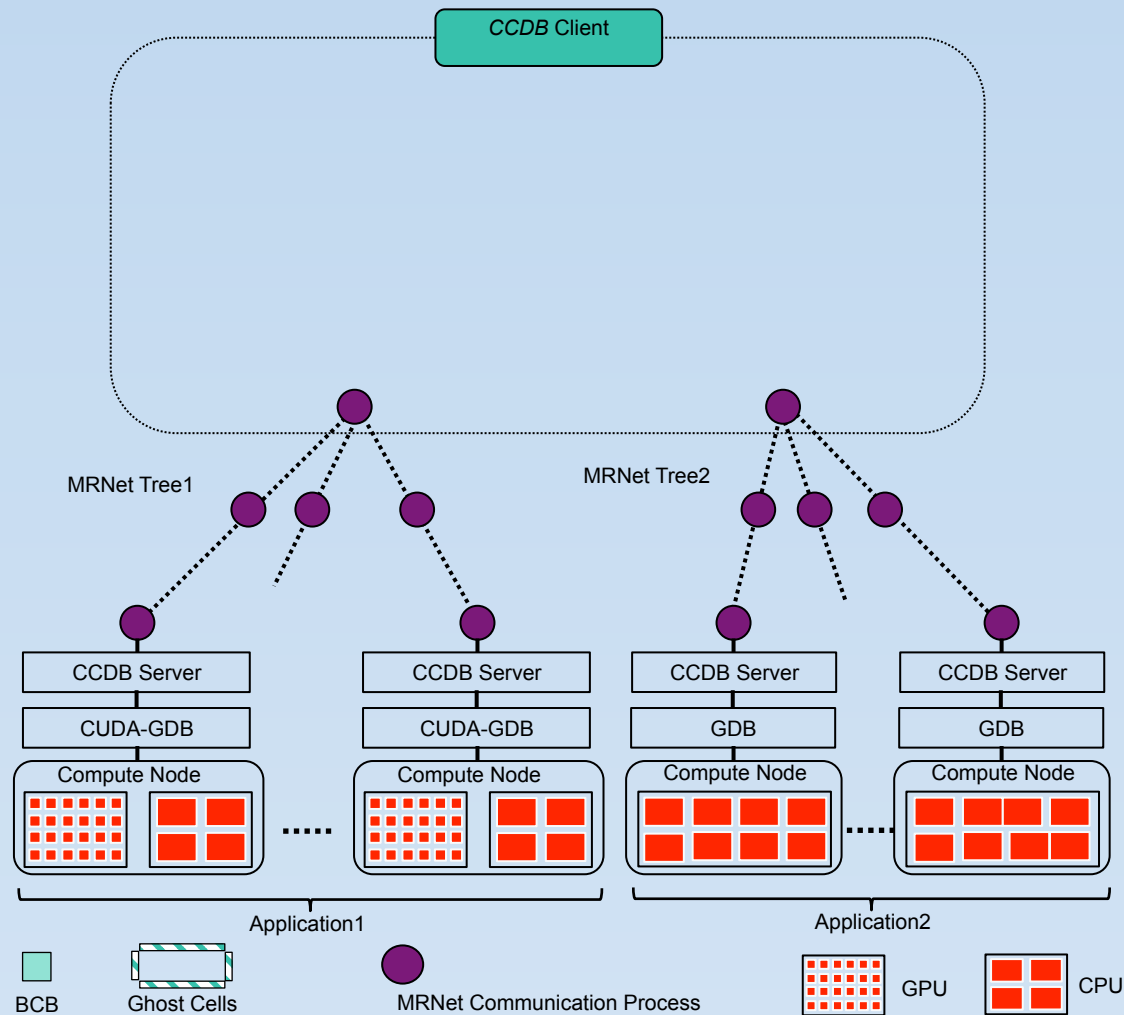 CCDB Client
MRNet Tree1
MRNet Tree2
CCDB Server
CCDB Server
CCDB Server
CCDB Server
CUDA-GDB
CUDA-GDB
GDB
GDB
Compute Node
Compute Node
Compute Node
Compute Node
Application1
Application2
BCB
Ghost Cells
MRNet Communication Process
GPU
CPU